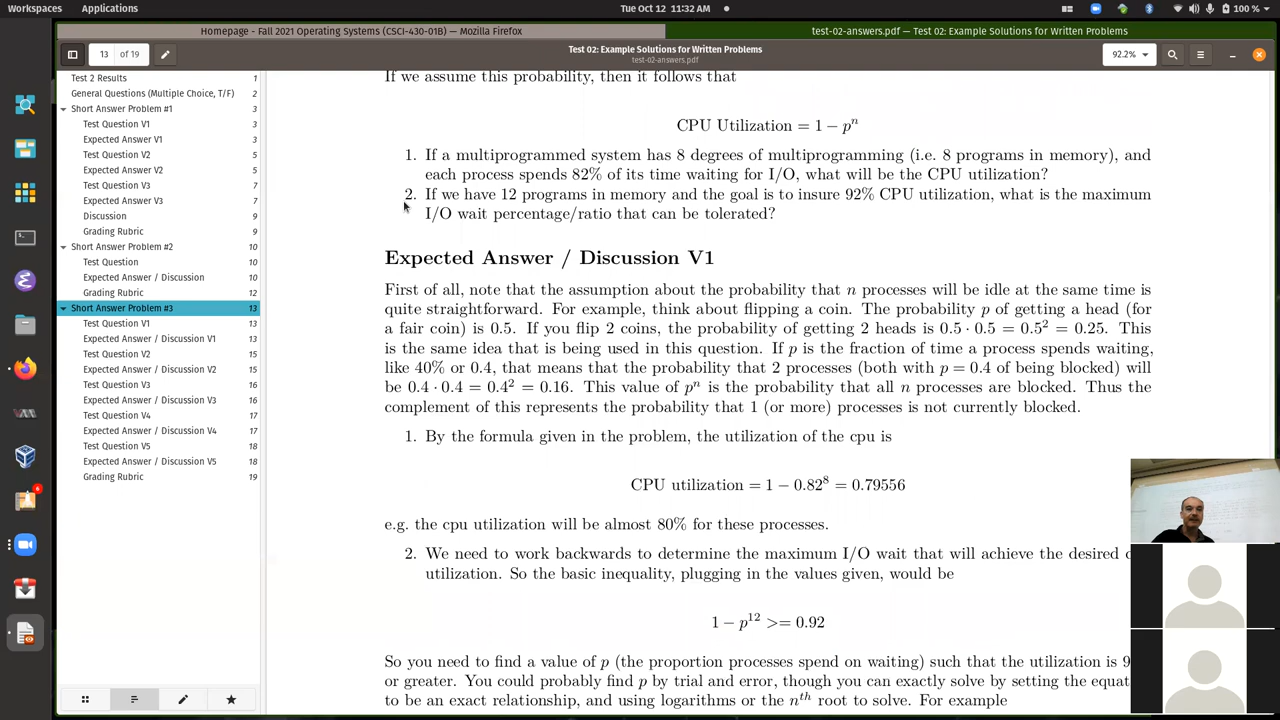 Workspaces Applications Tue Oct 12 11:32 AM 100 %
Homepage - Fall 2021 Operating Systems (CSCI-430-01B) — Mozilla Firefox
test-02-answers.pdf — Test 02: Example Solutions for Written Problems
13 of 19
Test 02: Example Solutions for Written Problems
test-02-answers.pdf
92.2%
Test 2 Results 1
General Questions (Multiple Choice, T/F) 2
Short Answer Problem #1 3
Test Question V1 3
Expected Answer V1 3
Test Question V2 5
Expected Answer V2 5
Test Question V3 7
Expected Answer V3 7
Discussion 9
Grading Rubric 9
Short Answer Problem #2 10
Test Question 10
Expected Answer / Discussion 10
Grading Rubric 12
Short Answer Problem #3 13
Test Question V1 13
Expected Answer / Discussion V1 13
Test Question V2 15
Expected Answer / Discussion V2 15
Test Question V3 16
Expected Answer / Discussion V3 16
Test Question V4 17
Expected Answer / Discussion V4 17
Test Question V5 18
Expected Answer / Discussion V5 18
Grading Rubric 19
If we assume this probability, then it follows that
CPU Utilization = 1 − pⁿ
1. If a multiprogrammed system has 8 degrees of multiprogramming (i.e. 8 programs in memory), and
each process spends 82% of its time waiting for I/O, what will be the CPU utilization?
2. If we have 12 programs in memory and the goal is to insure 92% CPU utilization, what is the maximum
I/O wait percentage/ratio that can be tolerated?
Expected Answer / Discussion V1
First of all, note that the assumption about the probability that n processes will be idle at the same time is
quite straightforward. For example, think about flipping a coin. The probability p of getting a head (for
a fair coin) is 0.5. If you flip 2 coins, the probability of getting 2 heads is 0.5 · 0.5 = 0.5² = 0.25. This
is the same idea that is being used in this question. If p is the fraction of time a process spends waiting,
like 40% or 0.4, that means that the probability that 2 processes (both with p = 0.4 of being blocked) will
be 0.4 · 0.4 = 0.4² = 0.16. This value of pⁿ is the probability that all n processes are blocked. Thus the
complement of this represents the probability that 1 (or more) processes is not currently blocked.
1. By the formula given in the problem, the utilization of the cpu is
CPU utilization = 1 − 0.82⁸ = 0.79556
e.g. the cpu utilization will be almost 80% for these processes.
2. We need to work backwards to determine the maximum I/O wait that will achieve the desired
utilization. So the basic inequality, plugging in the values given, would be
1 − p¹² >= 0.92
So you need to find a value of p (the proportion processes spend on waiting) such that the utilization is
or greater. You could probably find p by trial and error, though you can exactly solve by setting the
to be an exact relationship, and using logarithms or the nᵗʰ root to solve. For example